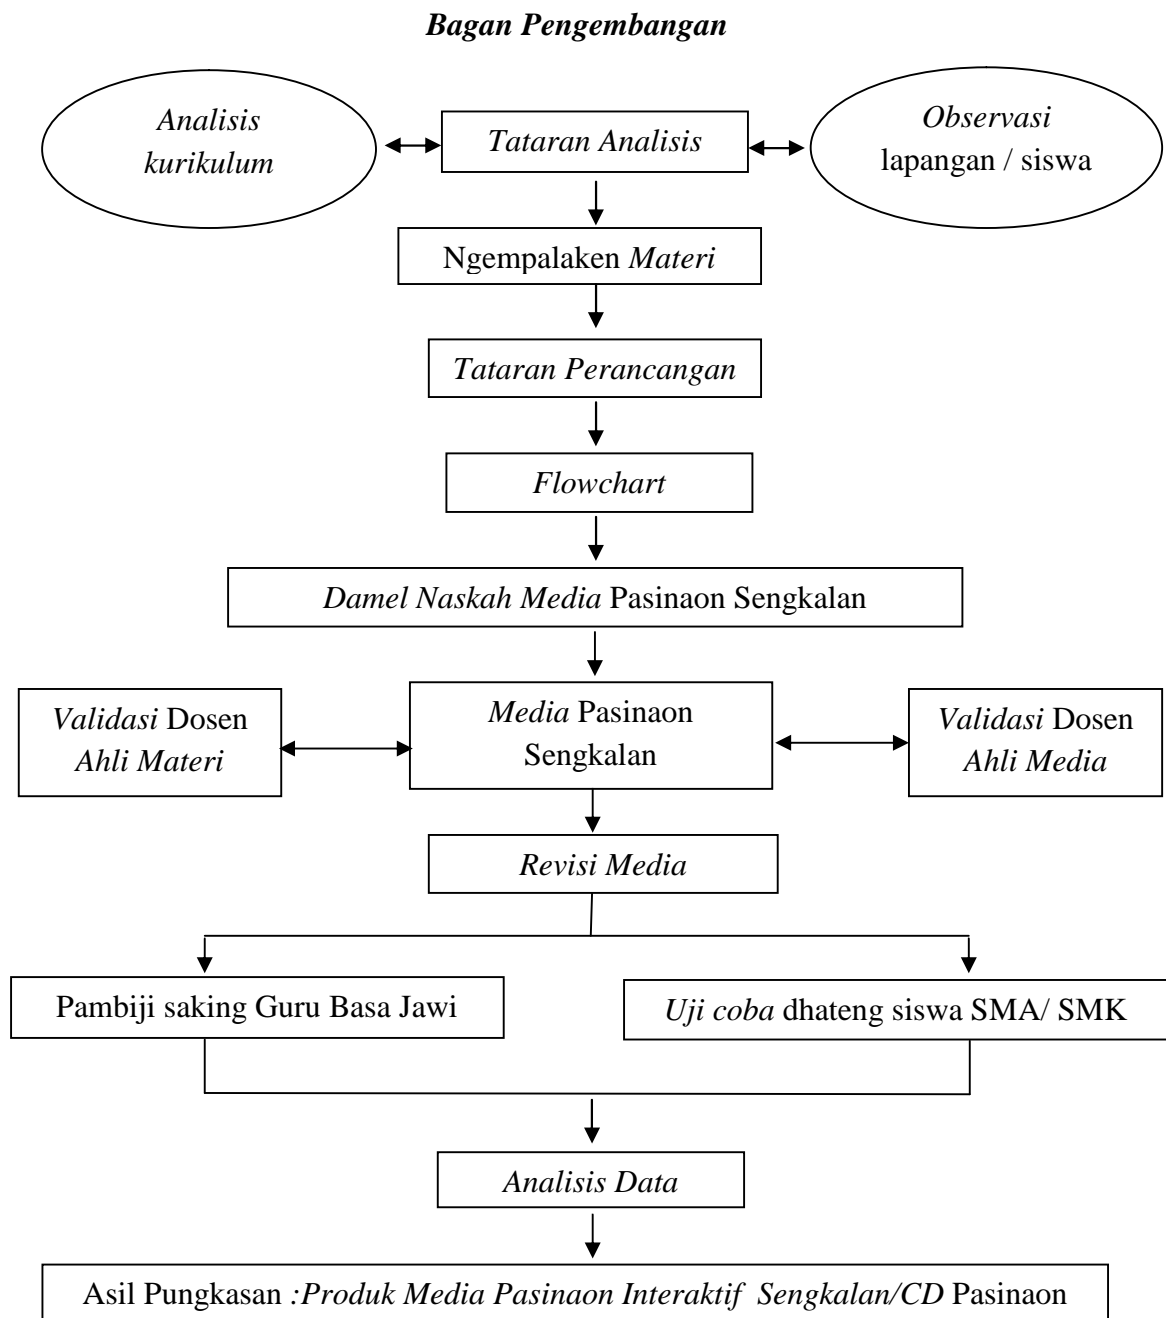 Bagan Pengembangan
Analisis
kurikulum
Tataran Analisis
Observasi
lapangan / siswa
Ngempalaken Materi
Tataran Perancangan
Flowchart
Damel Naskah Media Pasinaon Sengkalan
Validasi Dosen
Ahli Materi
Media Pasinaon
Sengkalan
Validasi Dosen
Ahli Media
Revisi Media
Pambiji saking Guru Basa Jawi
Uji coba dhateng siswa SMA/ SMK
Analisis Data
Asil Pungkasan :Produk Media Pasinaon Interaktif Sengkalan/CD Pasinaon